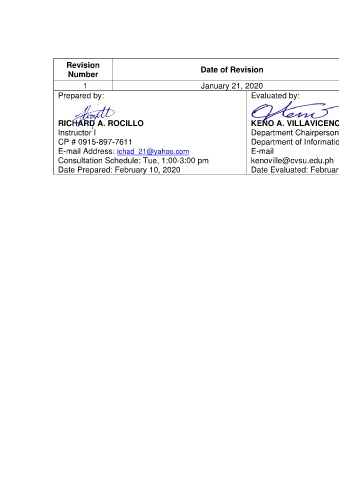 Revision Number
Date of Revision
1
January 21, 2020
Prepared by:
RICHARD A. ROCILLO
Instructor I
CP # 0915-897-7611
E-mail Address: ichad_21@yahoo.com
Consultation Schedule: Tue, 1:00-3:00 pm
Date Prepared: February 10, 2020
Evaluated by:
KENO A. VILLAVICENC
Department Chairperson
Department of Informatio
E-mail
kenoville@cvsu.edu.ph
Date Evaluated: Februar